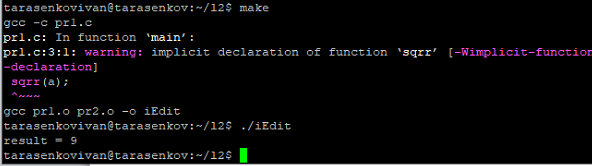 tarasenkovivan@tarasenkov:~/l2$ make
gcc -c pr1.c
pr1.c: In function ‘main’:
pr1.c:3:1: warning: implicit declaration of function ‘sqrr’ [-Wimplicit-function
-declaration]
 sqrr(a);
 ^~~~
gcc pr1.o pr2.o -o iEdit
tarasenkovivan@tarasenkov:~/l2$ ./iEdit
result = 9
tarasenkovivan@tarasenkov:~/l2$